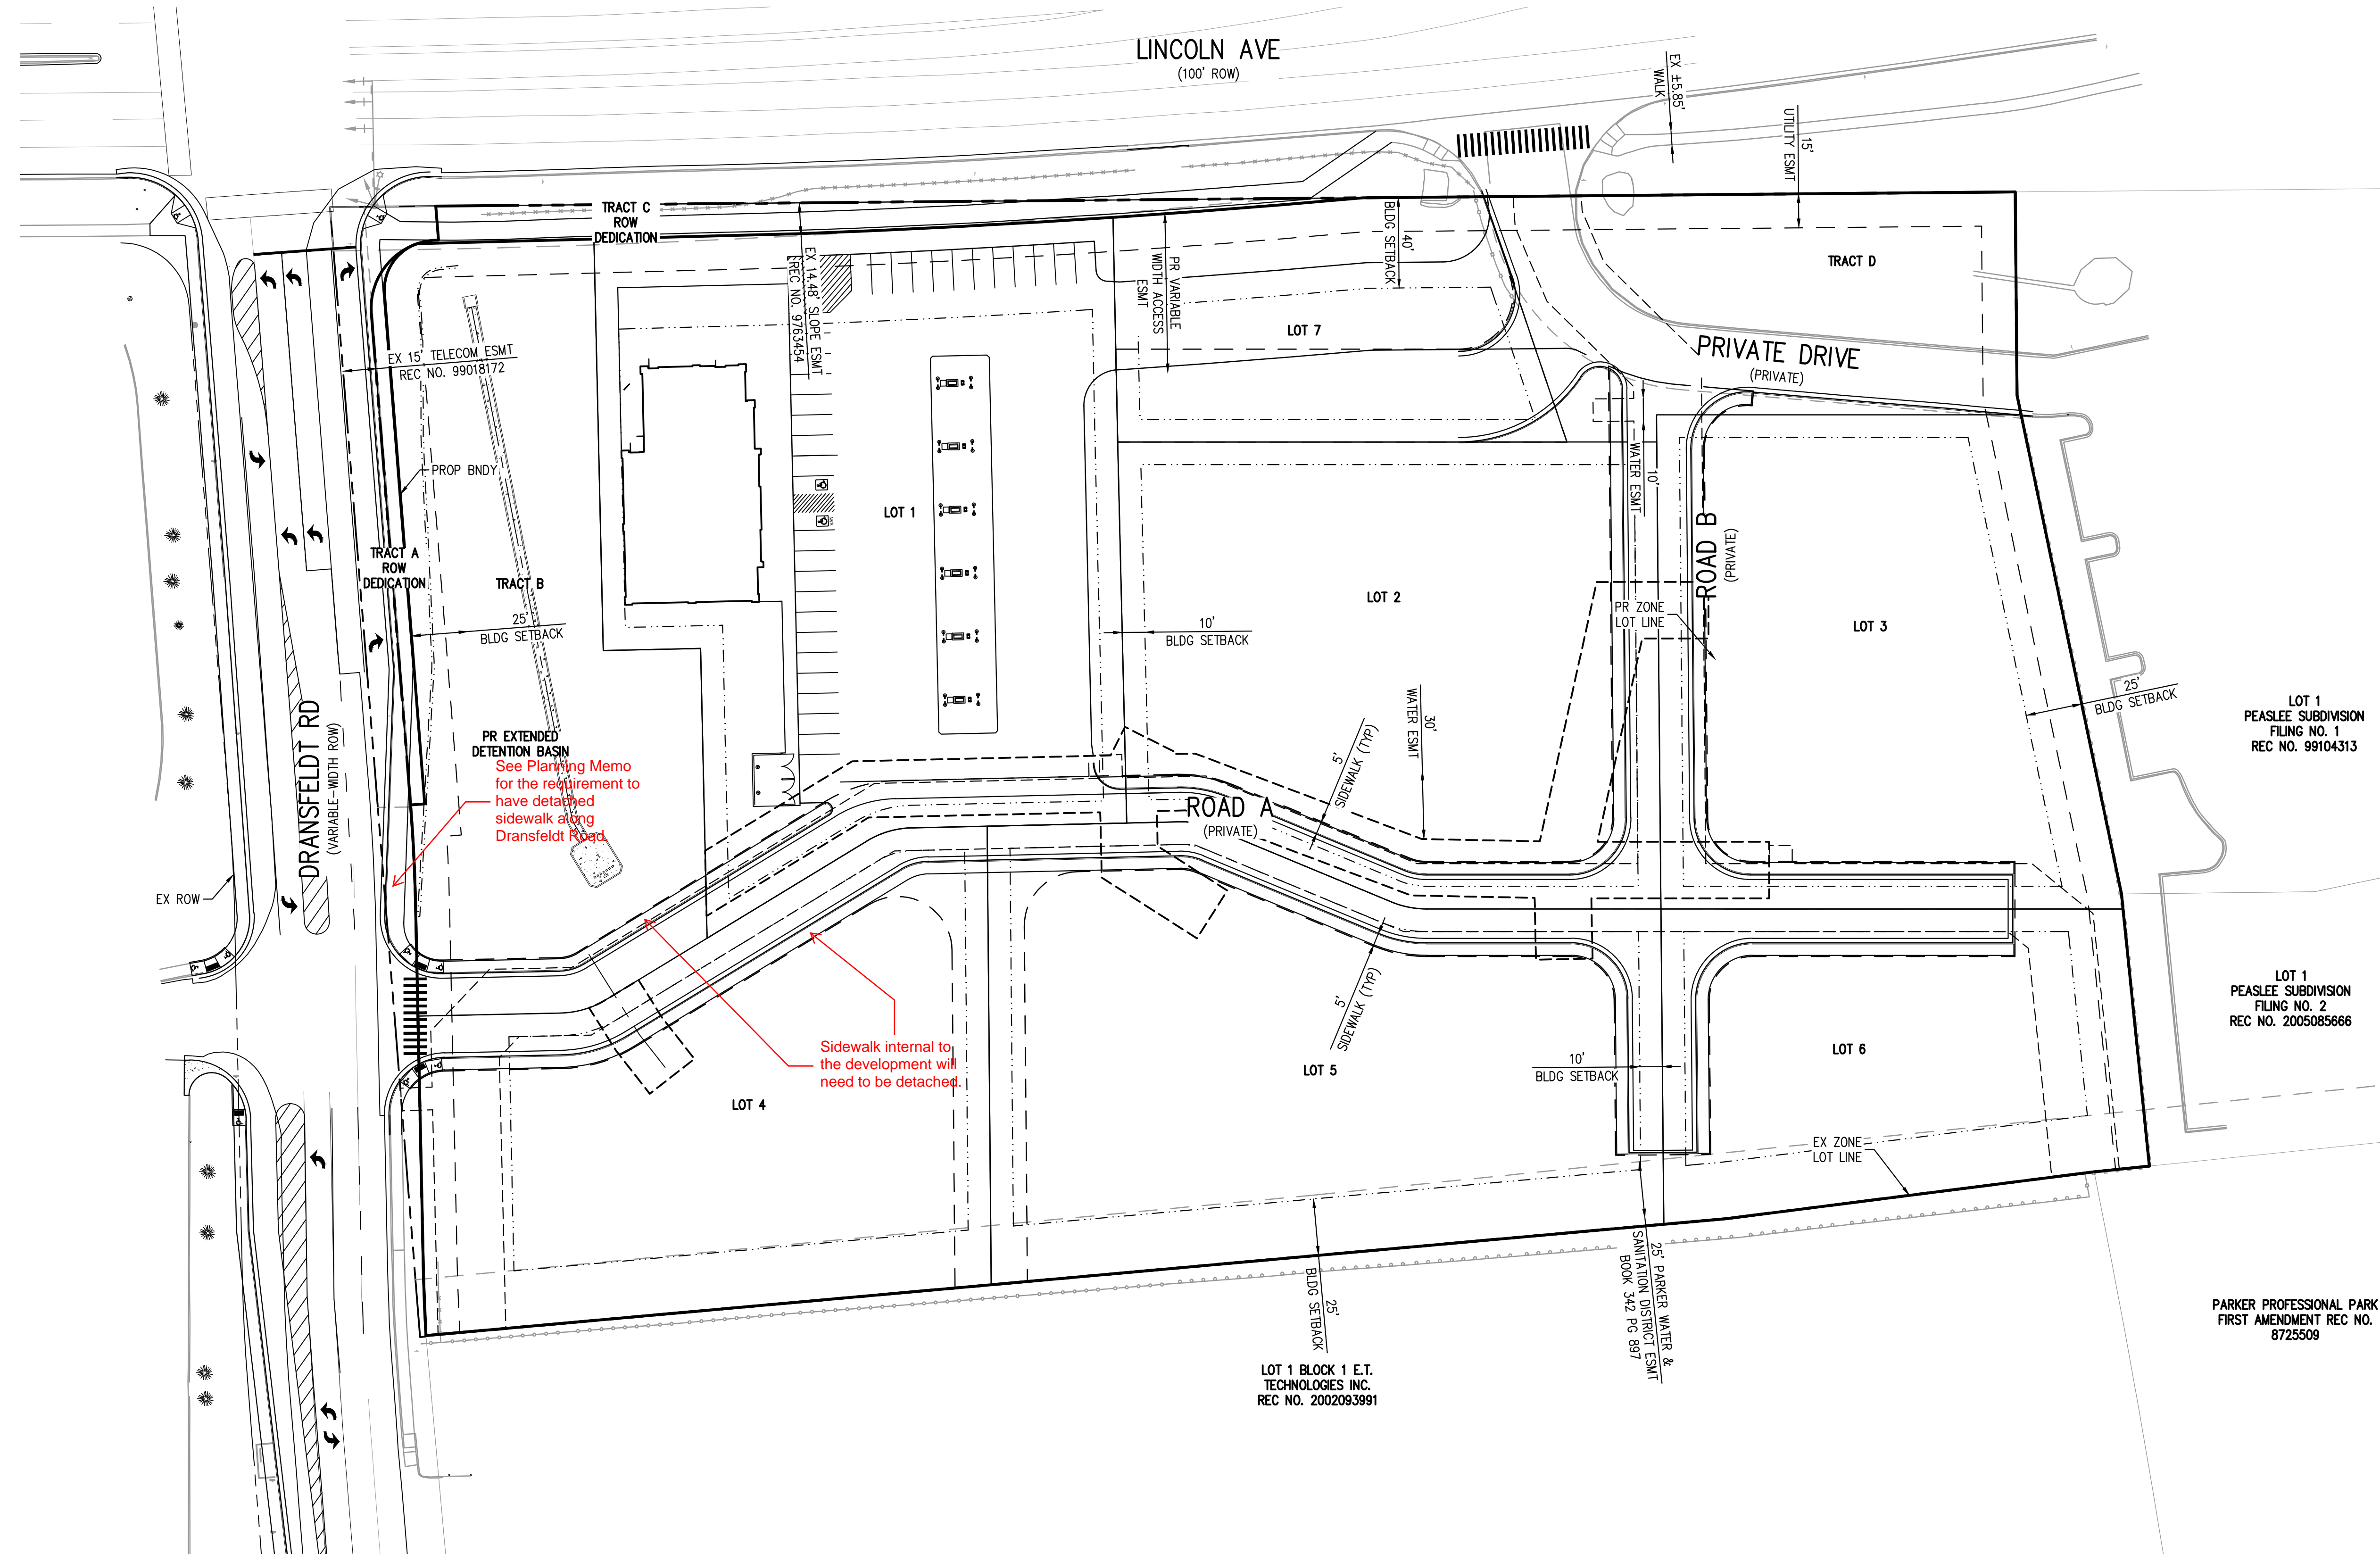 LINCOLN AVE
(100' ROW)
EX ±5.85'
WALK
15'
UTILITY ESMT
TRACT C
ROW
DEDICATION
40'
BLDG SETBACK
TRACT D
EX 14.48' SLOPE ESMT
REC NO. 9763454
PR VARIABLE
WIDTH ACCESS
ESMT
LOT 7
PRIVATE DRIVE
(PRIVATE)
EX 15' TELECOM ESMT
REC NO. 99018172
PROP BNDY
10'
WATER ESMT
LOT 1
ROAD B
(PRIVATE)
TRACT A
ROW
DEDICATION
TRACT B
25'
BLDG SETBACK
LOT 2
PR ZONE
LOT LINE
LOT 3
10'
BLDG SETBACK
25'
BLDG SETBACK
LOT 1
PEASLEE SUBDIVISION
FILING NO. 1
REC NO. 99104313
DRANSFELDT RD
(VARIABLE-WIDTH ROW)
PR EXTENDED
DETENTION BASIN
See Planning Memo
for the requirement to
have detached
sidewalk along
Dransfeldt Road.
30'
WATER ESMT
5'
SIDEWALK (TYP)
ROAD A
(PRIVATE)
EX ROW
LOT 1
PEASLEE SUBDIVISION
FILING NO. 2
REC NO. 2005085666
5'
SIDEWALK (TYP)
Sidewalk internal to
the development will
need to be detached.
LOT 4
LOT 5
10'
BLDG SETBACK
LOT 6
EX ZONE
LOT LINE
25'
BLDG SETBACK
25' PARKER WATER &
SANITATION DISTRICT ESMT
BOOK 342 PG 897
PARKER PROFESSIONAL PARK
FIRST AMENDMENT REC NO.
8725509
LOT 1 BLOCK 1 E.T.
TECHNOLOGIES INC.
REC NO. 2002093991